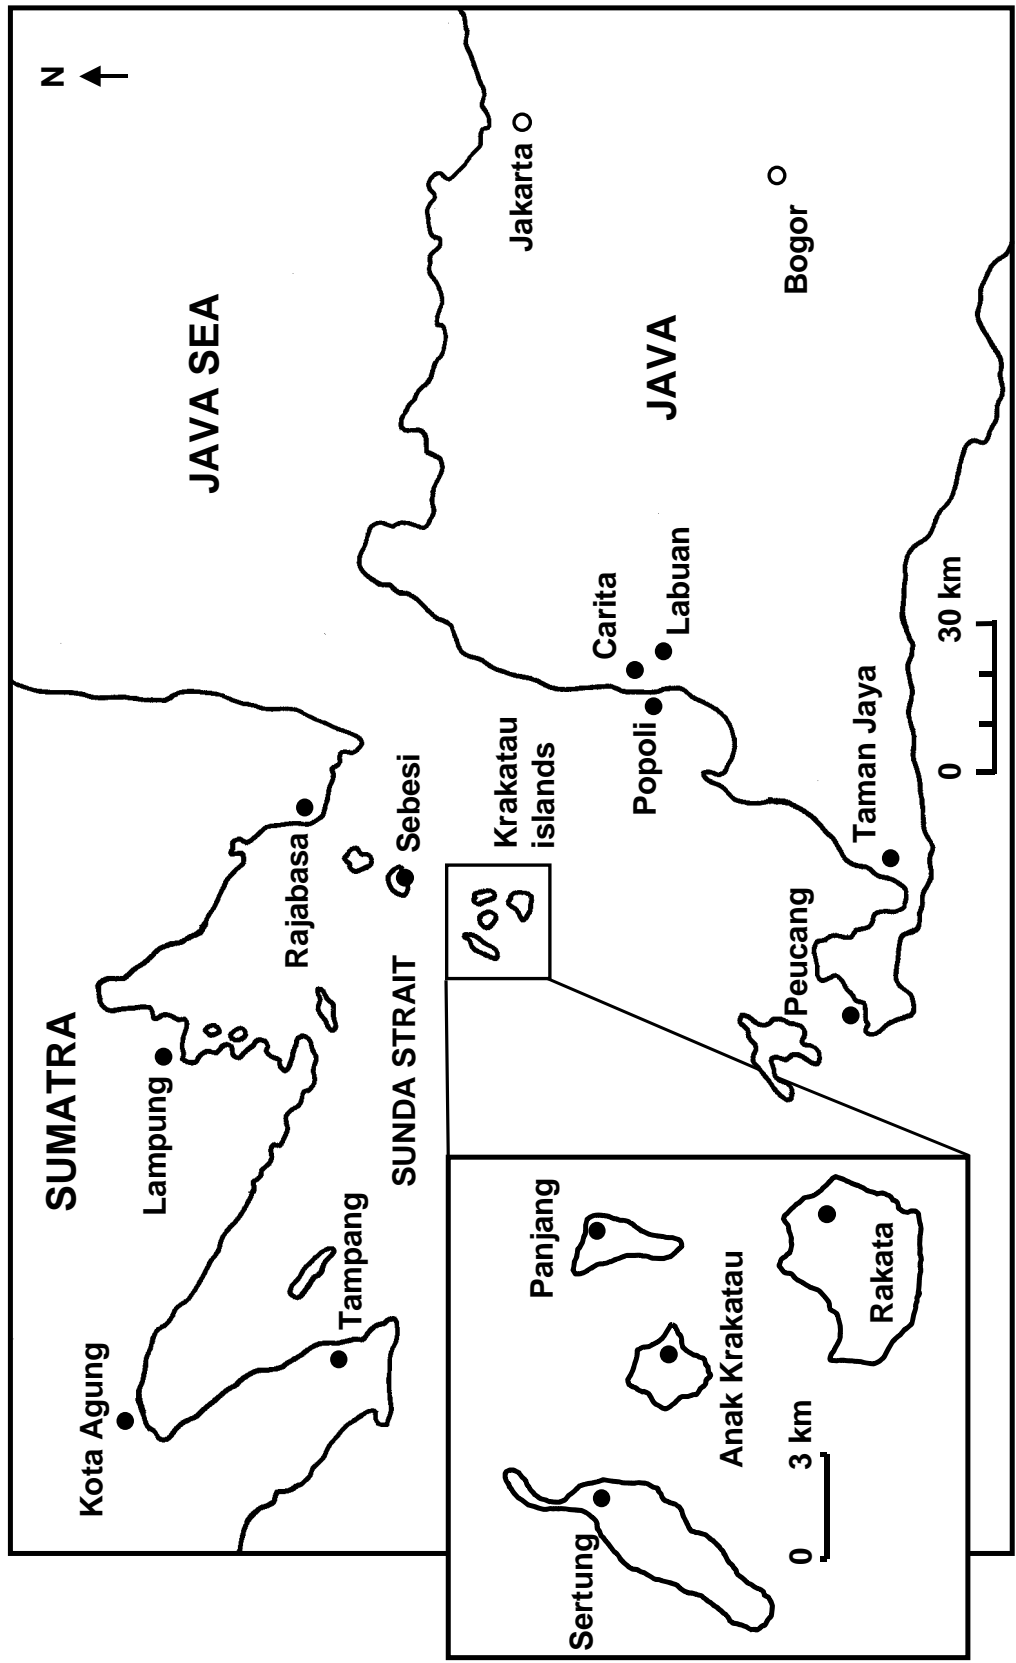 N
SUMATRA
JAVA SEA
Kota Agung
Lampung
Rajabasa
Tampang
SUNDA STRAIT
Sebesi
Krakatau
islands
Jakarta
JAVA
Bogor
Carita
Labuan
Popoli
Peucang
Taman Jaya
0
30 km
Panjang
Sertung
Anak Krakatau
Rakata
0
3 km